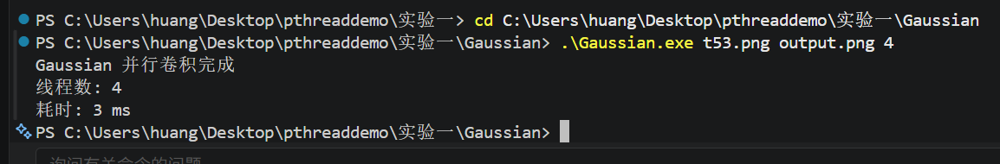 PS C:\Users\huang\Desktop\pthreaddemo\实验一> cd C:\Users\huang\Desktop\pthreaddemo\实验一\Gaussian
PS C:\Users\huang\Desktop\pthreaddemo\实验一\Gaussian> .\Gaussian.exe t53.png output.png 4
Gaussian 并行卷积完成
线程数: 4
耗时: 3 ms
PS C:\Users\huang\Desktop\pthreaddemo\实验一\Gaussian>
询问有关命令的问题